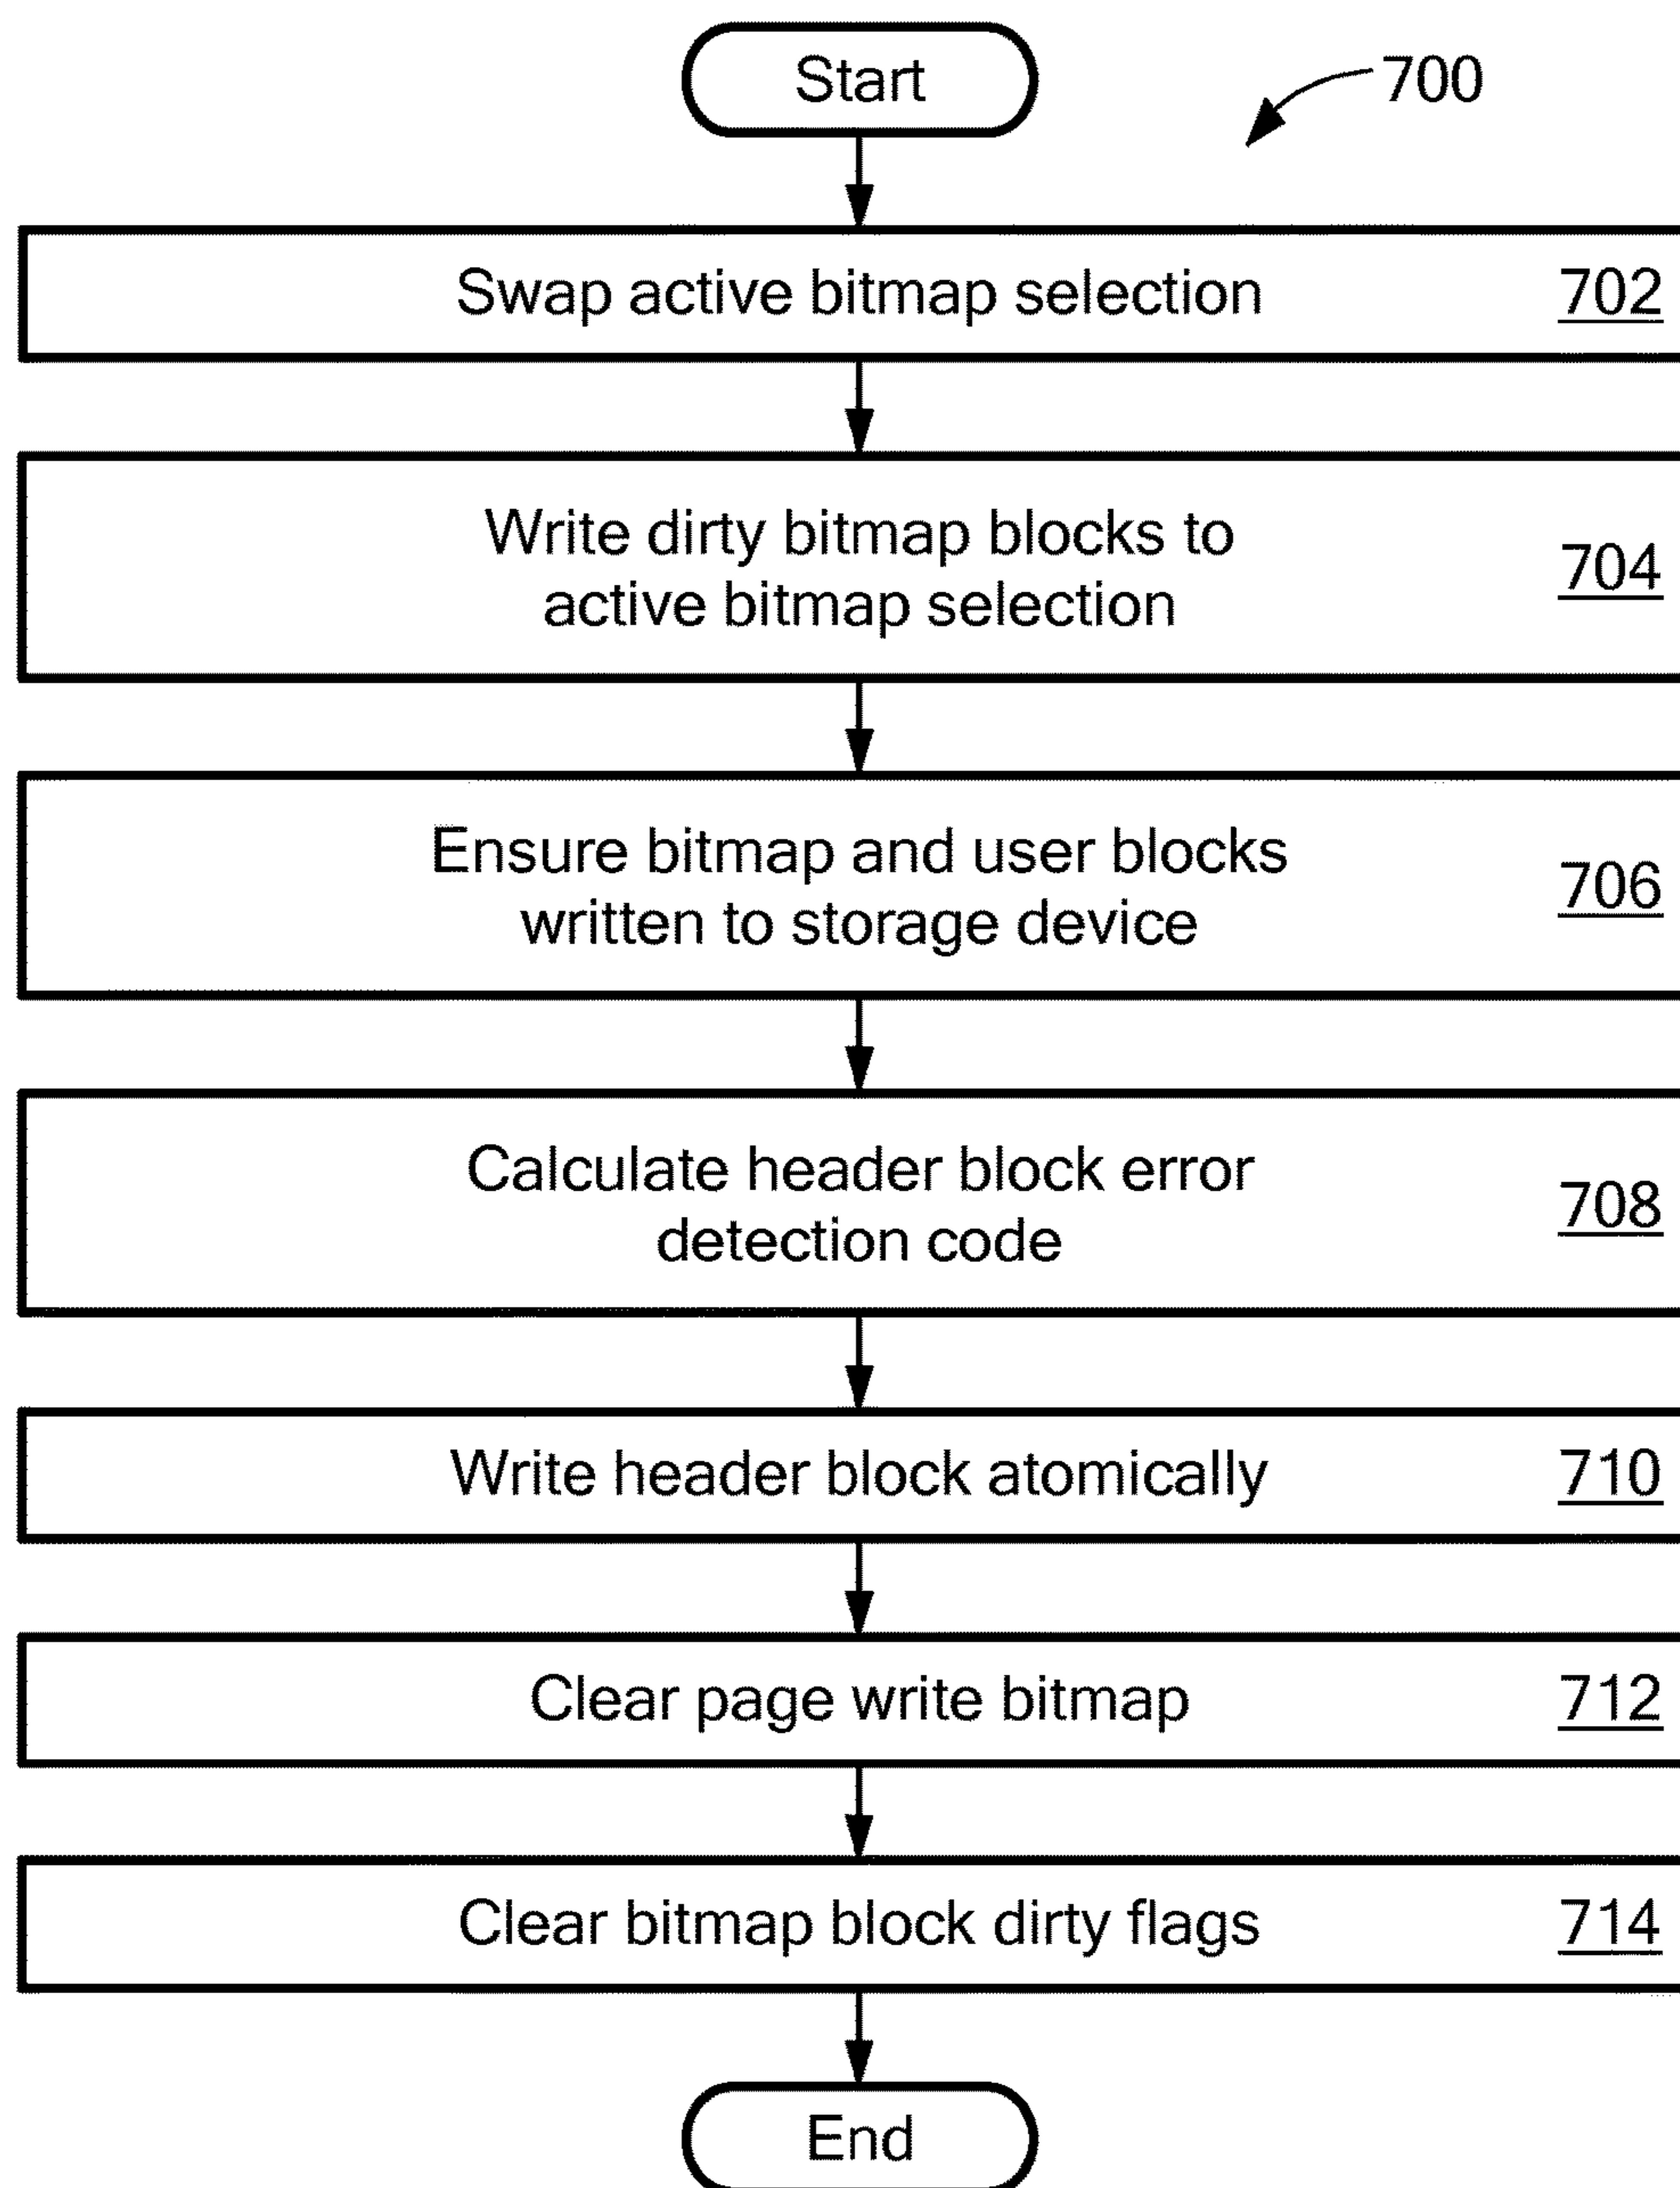 Start
700
Swap active bitmap selection 702
Write dirty bitmap blocks to
active bitmap selection
704
Ensure bitmap and user blocks
written to storage device
706
Calculate header block error
detection code
708
Write header block atomically 710
Clear page write bitmap 712
Clear bitmap block dirty flags 714
End